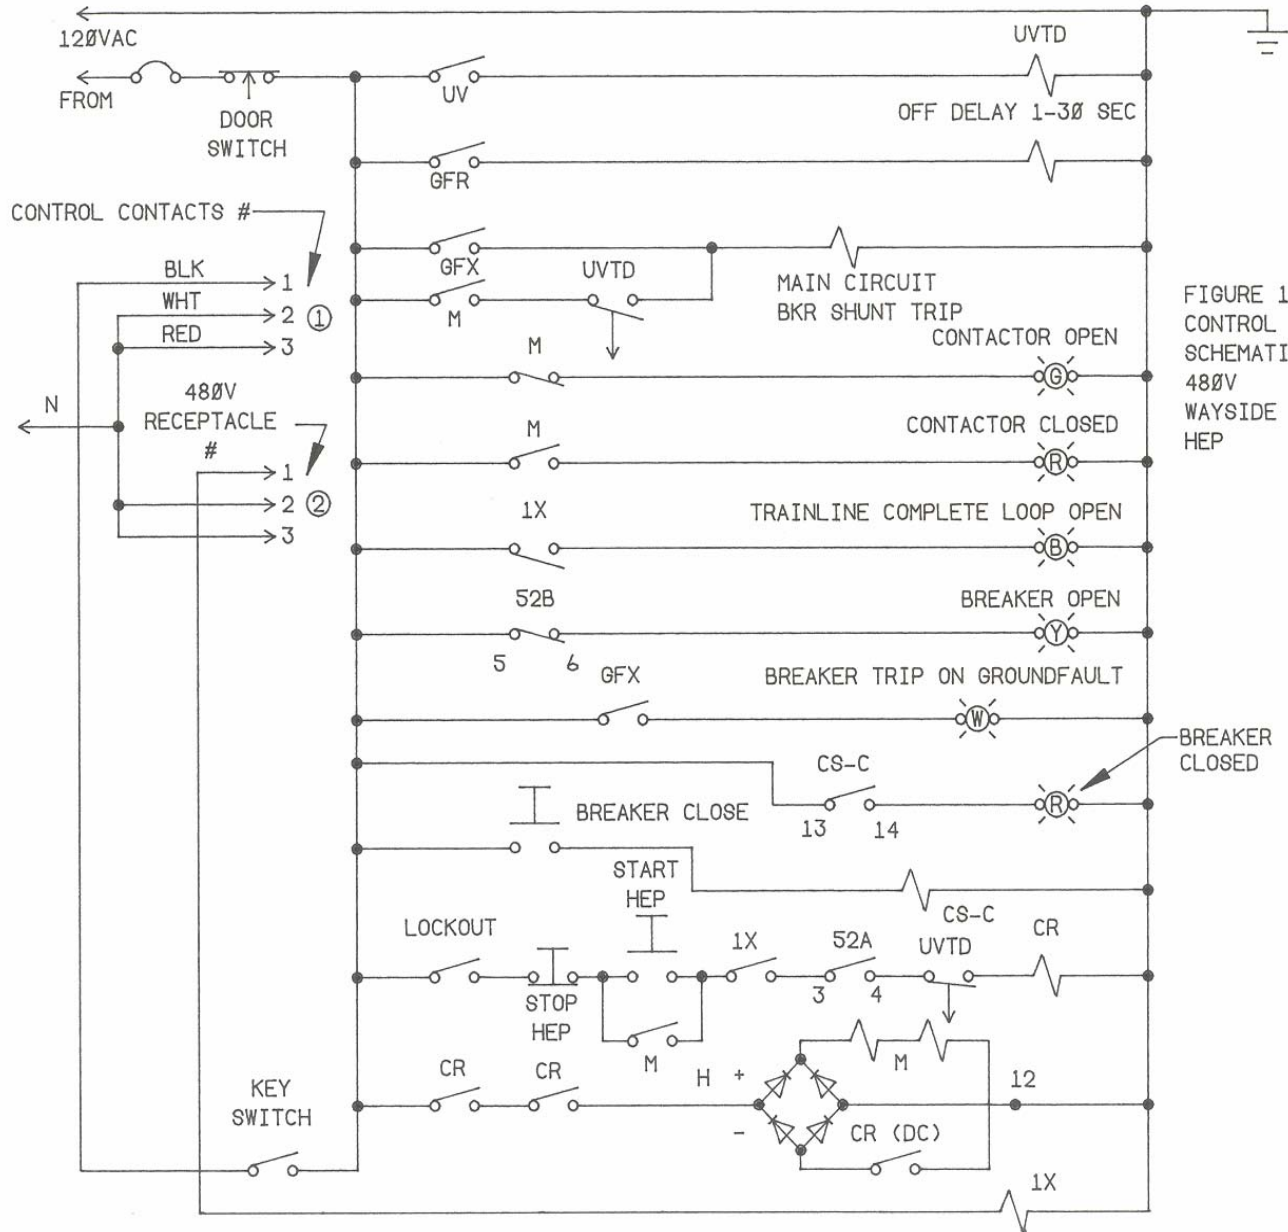 120VAC
FROM
DOOR
SWITCH
UV
UVTD
OFF DELAY 1-30 SEC
GFR
CONTROL CONTACTS #
BLK
1
WHT
2
1
RED
3
GFX
UVTD
M
MAIN CIRCUIT
BKR SHUNT TRIP
FIGURE 1
CONTROL
SCHEMATI
480V
WAYSIDE
HEP
M
CONTACTOR OPEN
G
N
480V
RECEPTACLE
#
1
2
2
3
M
CONTACTOR CLOSED
R
1X
TRAINLINE COMPLETE LOOP OPEN
B
52B
5
6
BREAKER OPEN
Y
GFX
BREAKER TRIP ON GROUNDFAULT
W
CS-C
13
14
R
BREAKER
CLOSED
BREAKER CLOSE
CS-C
LOCKOUT
STOP
HEP
START
HEP
M
1X
52A
3
4
UVTD
CR
KEY
SWITCH
CR
CR
H
+
-
M
12
CR (DC)
1X